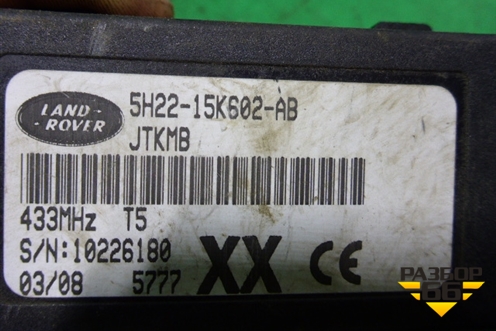 LAND-
ROVER
5H22-15K602-AB
JTKMB
433MHz T5
S/N:10226180
03/08 5777
XX CE
РАЗБОР
66